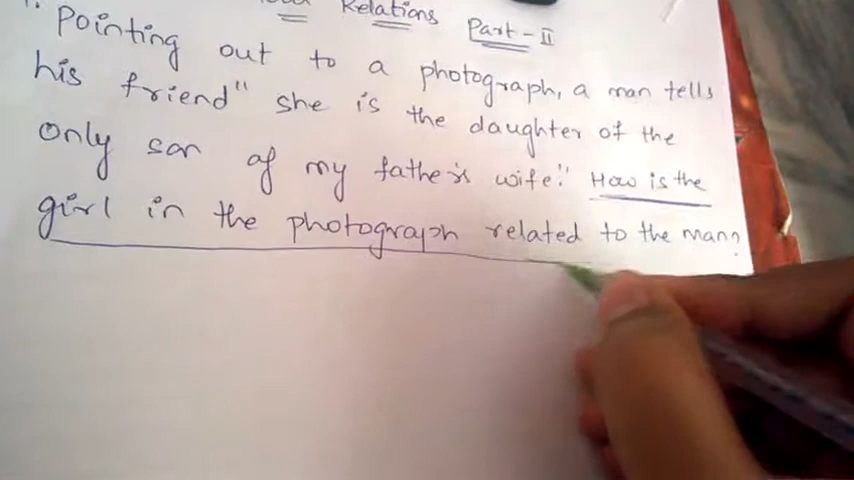 Relations Part-II
1. Pointing out to a photograph, a man tells
his friend" she is the daughter of the
only son of my father's wife." How is the
girl in the photograph related to the man?